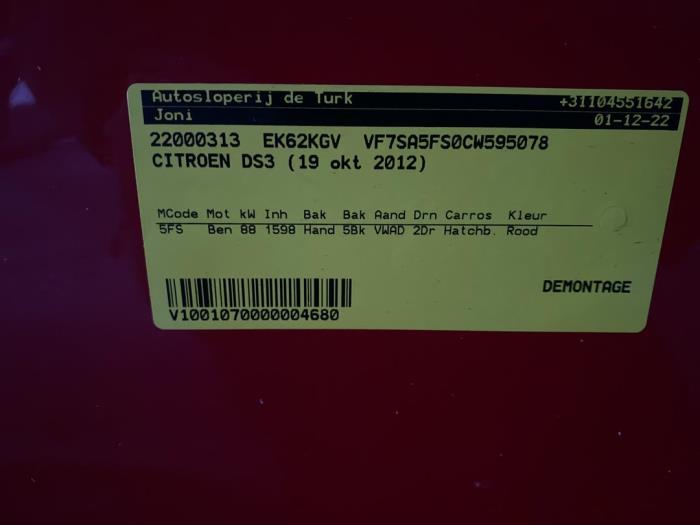 Autosloperij de Turk +31104551642
Joni 01-12-22
22000313 EK62KGV VF7SA5FS0CW595078
CITROEN DS3 (19 okt 2012)
MCode Mot kW Inh Bak Bak Aand Drn Carros Kleur
5FS Ben 88 1598 Hand 5Bk VWAD 2Dr Hatchb. Rood
DEMONTAGE
V1001070000004680